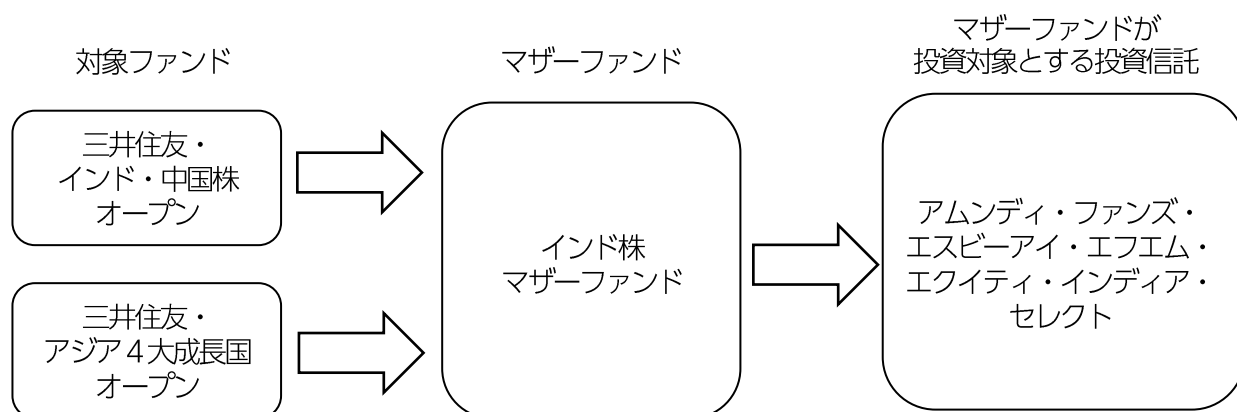 対象ファンド
マザーファンド
マザーファンドが
投資対象とする投資信託
三井住友・
インド・中国株
オープン
三井住友・
アジア４大成長国
オープン
インド株
マザーファンド
アムンディ・ファンズ・
エスビーアイ・エフエム・
エクイティ・インディア・
セレクト